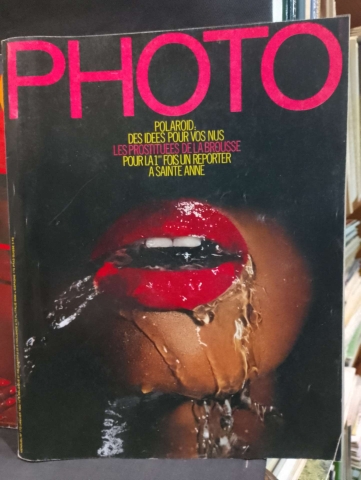 PHOTO
POLAROID:
DES IDEES POUR VOS NUS
LES PROSTITUEES DE LA BROUSSE
POUR LA 1re FOIS UN REPORTER
A SAINTE ANNE